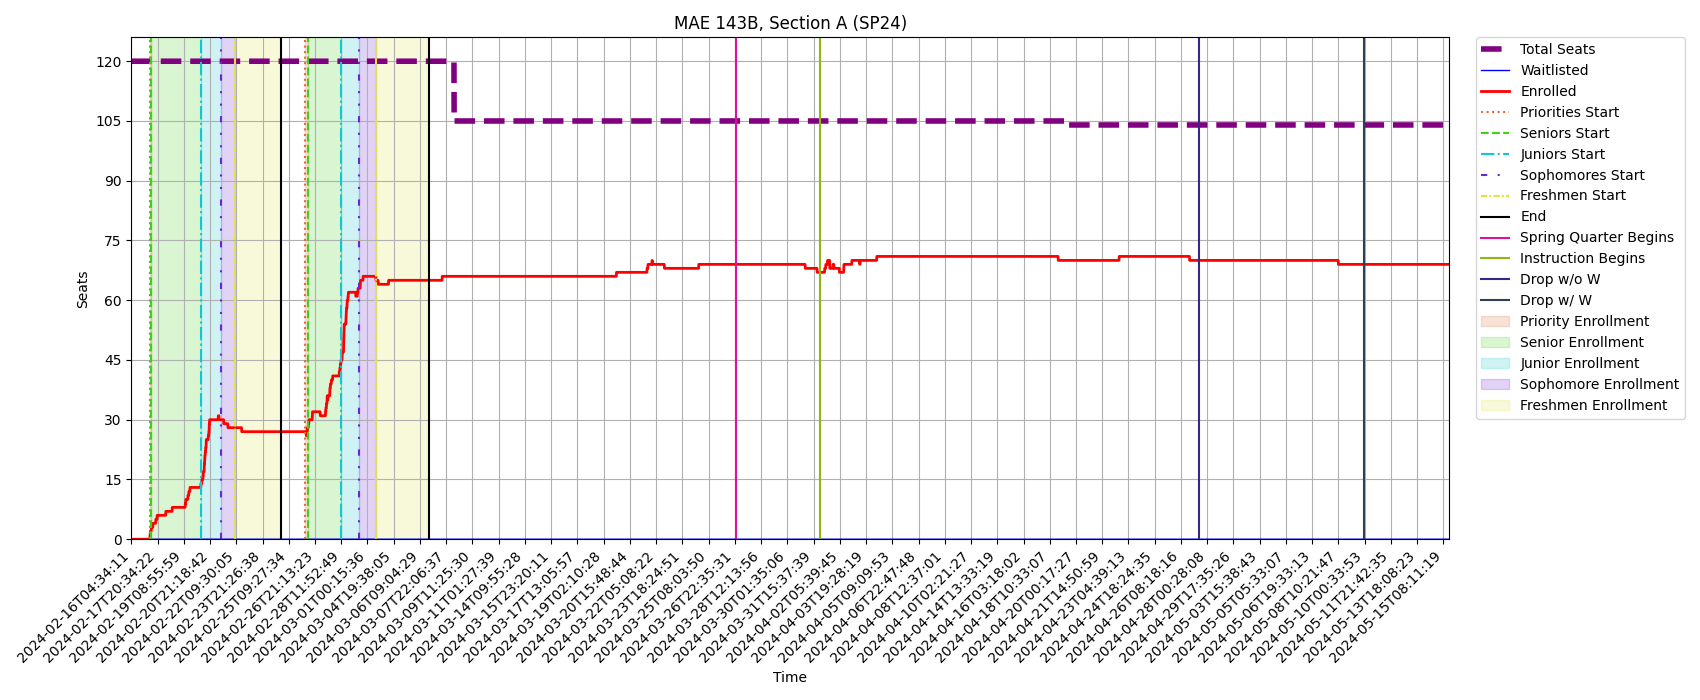 MAE 143B, Section A (SP24)
120
105
90
75
60
45
30
15
0
Seats
2024-02-16T04:34:11
2024-02-17T20:34:22
2024-02-19T08:55:59
2024-02-20T21:18:42
2024-02-22T09:30:05
2024-02-23T21:26:38
2024-02-25T09:27:34
2024-02-26T21:13:23
2024-02-28T11:52:49
2024-03-01T00:15:36
2024-03-04T19:38:05
2024-03-06T09:04:29
2024-03-07T22:06:37
2024-03-09T11:25:30
2024-03-11T01:27:39
2024-03-14T09:55:28
2024-03-15T23:20:11
2024-03-17T13:05:57
2024-03-19T02:10:28
2024-03-20T15:48:44
2024-03-22T05:08:22
2024-03-23T18:24:51
2024-03-25T08:03:50
2024-03-26T22:35:31
2024-03-28T12:13:56
2024-03-30T01:35:06
2024-03-31T15:37:39
2024-04-02T05:39:45
2024-04-03T19:28:19
2024-04-05T09:09:53
2024-04-06T22:47:48
2024-04-08T12:37:01
2024-04-10T02:21:27
2024-04-14T13:33:19
2024-04-16T03:18:02
2024-04-18T10:33:07
2024-04-20T00:17:27
2024-04-21T14:50:59
2024-04-23T04:39:13
2024-04-24T18:24:35
2024-04-26T08:18:16
2024-04-28T00:28:08
2024-04-29T17:35:26
2024-05-03T15:38:43
2024-05-05T05:33:07
2024-05-06T19:33:13
2024-05-08T10:21:47
2024-05-10T00:33:53
2024-05-11T21:42:35
2024-05-13T18:08:23
2024-05-15T08:11:19
Time
Total Seats
Waitlisted
Enrolled
Priorities Start
Seniors Start
Juniors Start
Sophomores Start
Freshmen Start
End
Spring Quarter Begins
Instruction Begins
Drop w/o W
Drop w/ W
Priority Enrollment
Senior Enrollment
Junior Enrollment
Sophomore Enrollment
Freshmen Enrollment